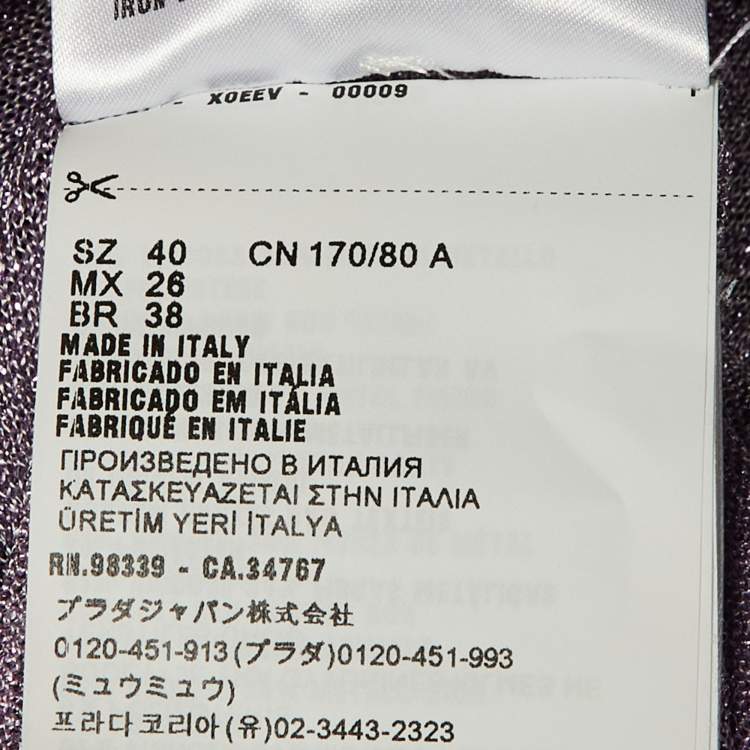 IRON
- X0EEV - 00009
SZ 40 CN 170/80 A
MX 26
BR 38
MADE IN ITALY
FABRICADO EN ITALIA
FABRICADO EM ITÁLIA
FABRIQUÉ EN ITALIE
ПРОИЗВЕДЕНО В ИТАЛИЯ
ΚΑΤΑΣΚΕΥΑΖΕΤΑΙ ΣΤΗΝ ΙΤΑΛΙΑ
ÜRETİM YERİ İTALYA
RN.98339 - CA.34767
プラダジャパン株式会社
0120-451-913(プラダ)0120-451-993
(ミュウミュウ)
프라다코리아(유)02-3443-2323